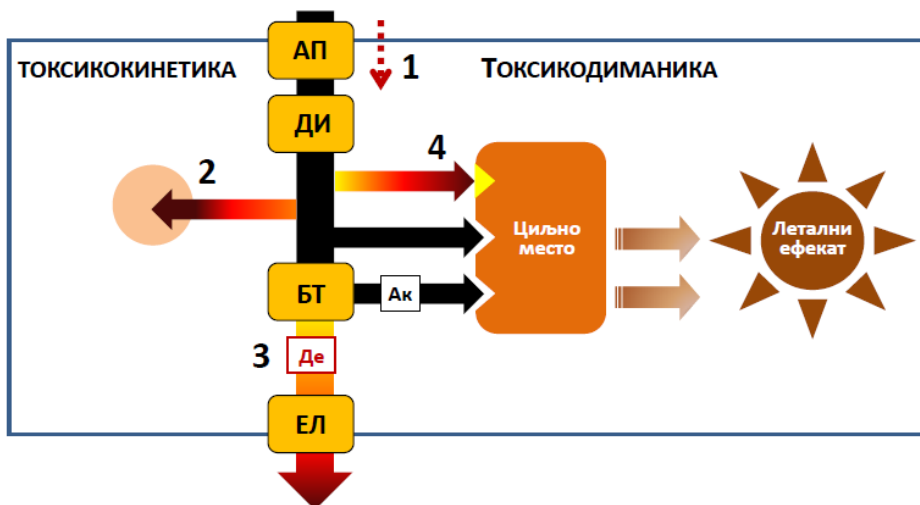 АП
1
ТОКСИКОКИНЕТИКА
ТОКСИКОДИМАНИКА
ДИ
2
4
Циљно
место
Летални
ефекат
БТ
Ак
3
Де
ЕЛ